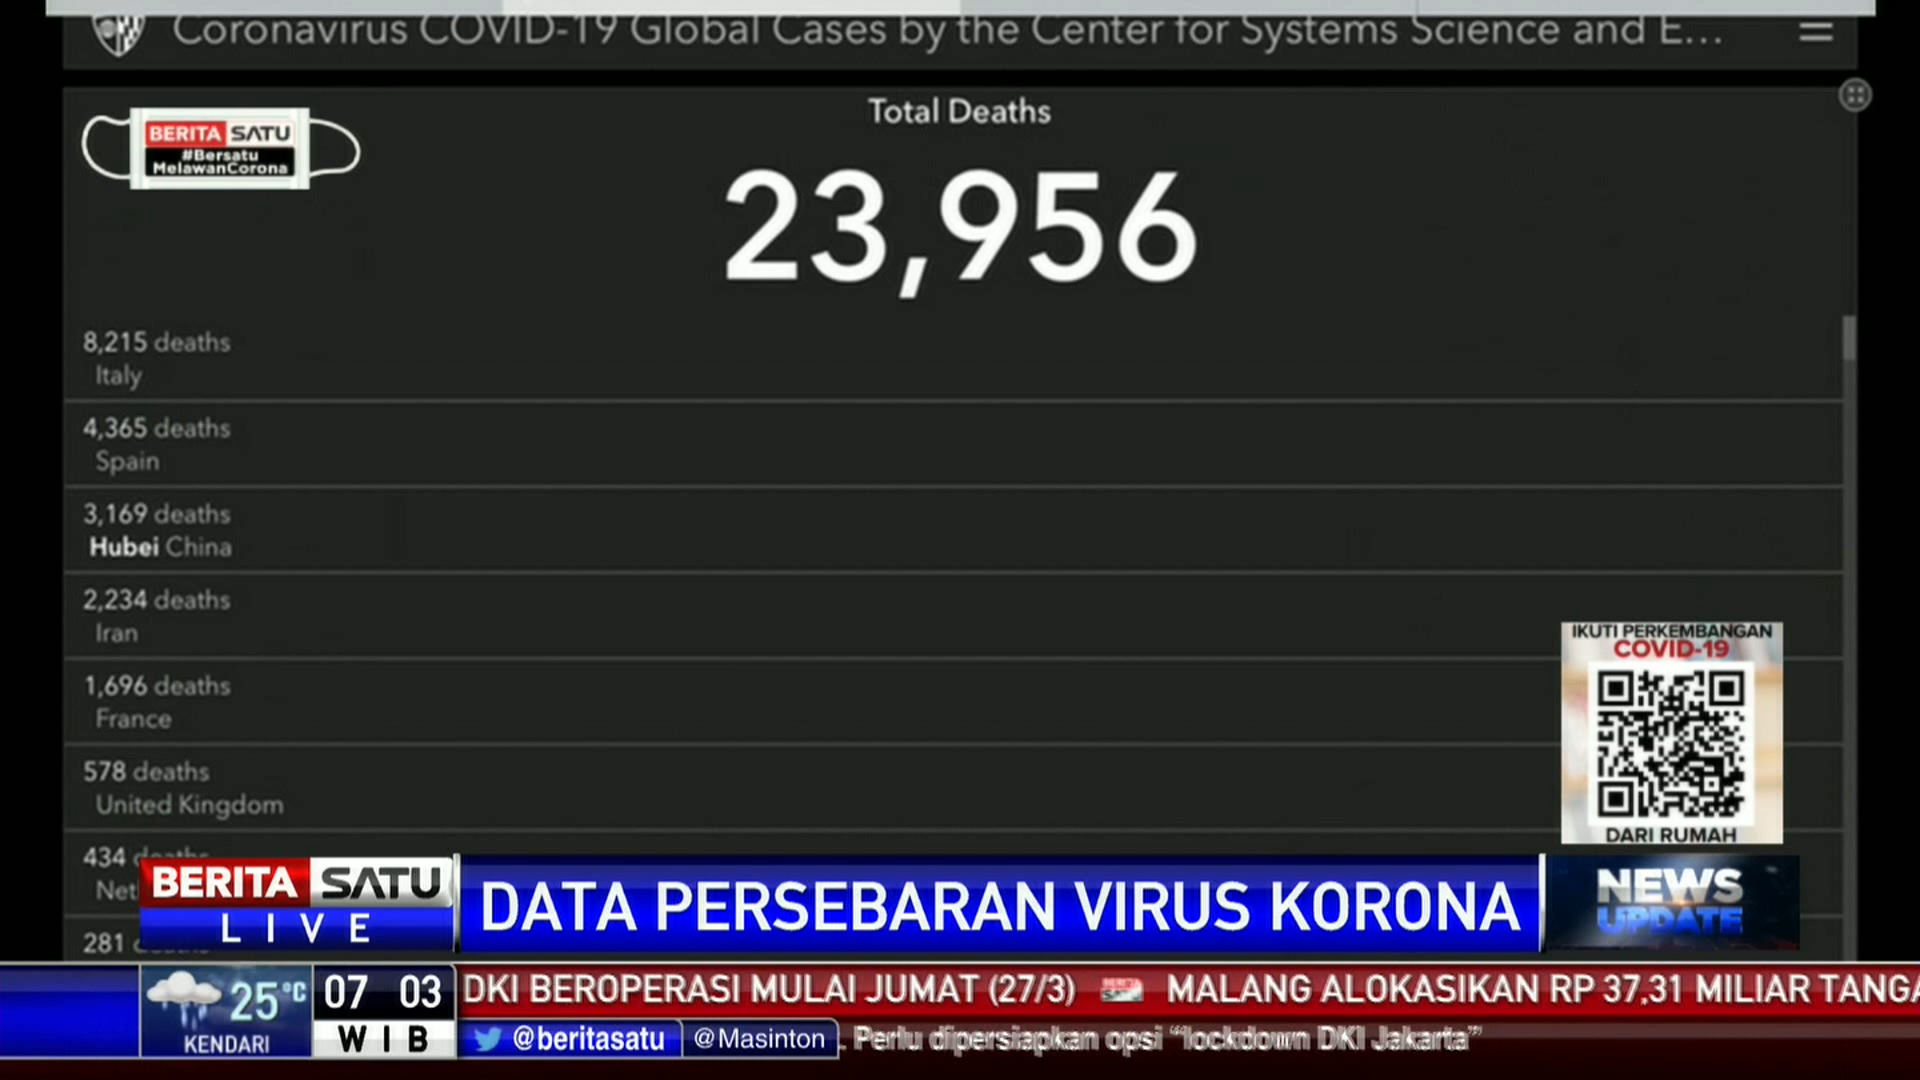 Coronavirus COVID-19 Global Cases by the Center for Systems Science and E...
BERITA SATU
#Bersatu
MelawanCorona
Total Deaths
23,956
8,215 deaths
Italy
4,365 deaths
Spain
3,169 deaths
Hubei China
2,234 deaths
Iran
1,696 deaths
France
578 deaths
United Kingdom
434 deaths
Net
281
IKUTI PERKEMBANGAN
COVID-19
DARI RUMAH
BERITA SATU
LIVE
DATA PERSEBARAN VIRUS KORONA
NEWS
UPDATE
25°C
KENDARI
07 03
WIB
DKI BEROPERASI MULAI JUMAT (27/3) MALANG ALOKASIKAN RP 37,31 MILIAR TANGA
@beritasatu @Masinton . Perlu dipersiapkan opsi "lockdown DKI Jakarta"